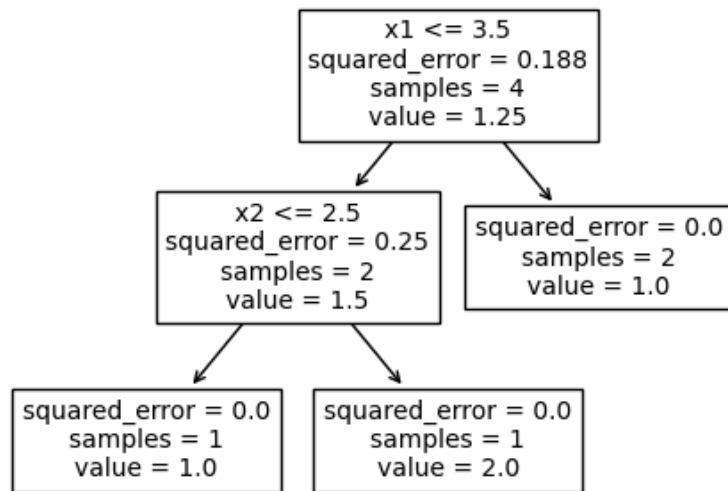 x1 <= 3.5
squared_error = 0.188
samples = 4
value = 1.25
x2 <= 2.5
squared_error = 0.25
samples = 2
value = 1.5
squared_error = 0.0
samples = 2
value = 1.0
squared_error = 0.0
samples = 1
value = 1.0
squared_error = 0.0
samples = 1
value = 2.0